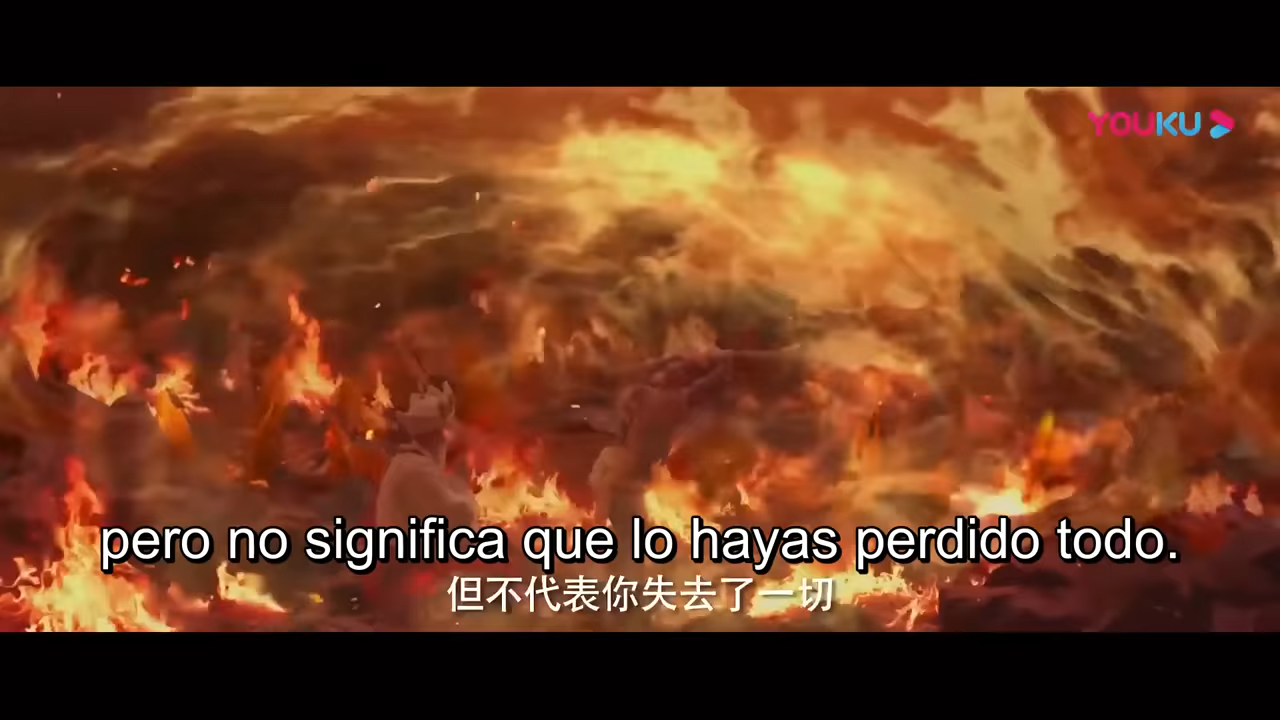 YOUKU
pero no significa que lo hayas perdido todo.
但不代表你失去了一切